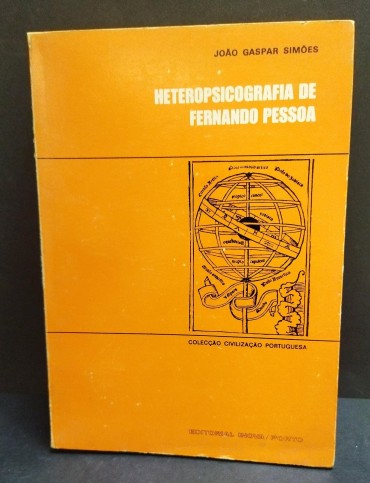 JOÃO GASPAR SIMÕES
HETEROPSICOGRAFIA DE
FERNANDO PESSOA
COLECÇÃO CIVILIZAÇÃO PORTUGUESA
EDITORIAL INOVA / PORTO